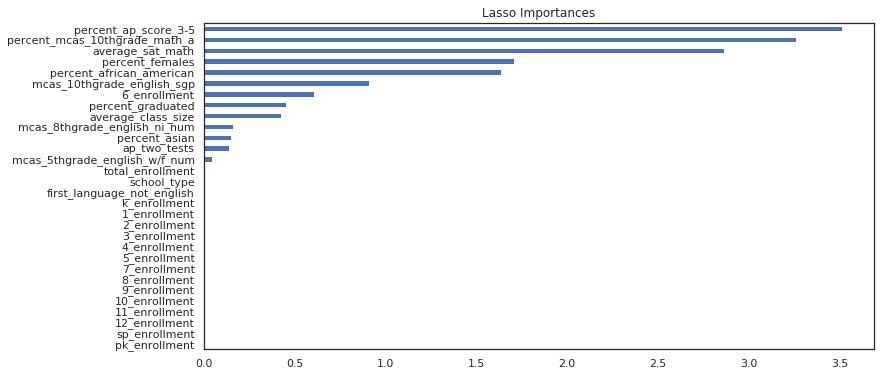 Lasso Importances
percent_ap_score_3-5
percent_mcas_10thgrade_math_a
average_sat_math
percent_females
percent_african_american
mcas_10thgrade_english_sgp
6_enrollment
percent_graduated
average_class_size
mcas_8thgrade_english_ni_num
percent_asian
ap_two_tests
mcas_5thgrade_english_w/f_num
total_enrollment
school_type
first_language_not_english
k_enrollment
1_enrollment
2_enrollment
3_enrollment
4_enrollment
5_enrollment
7_enrollment
8_enrollment
9_enrollment
10_enrollment
11_enrollment
12_enrollment
sp_enrollment
pk_enrollment
0.0 0.5 1.0 1.5 2.0 2.5 3.0 3.5